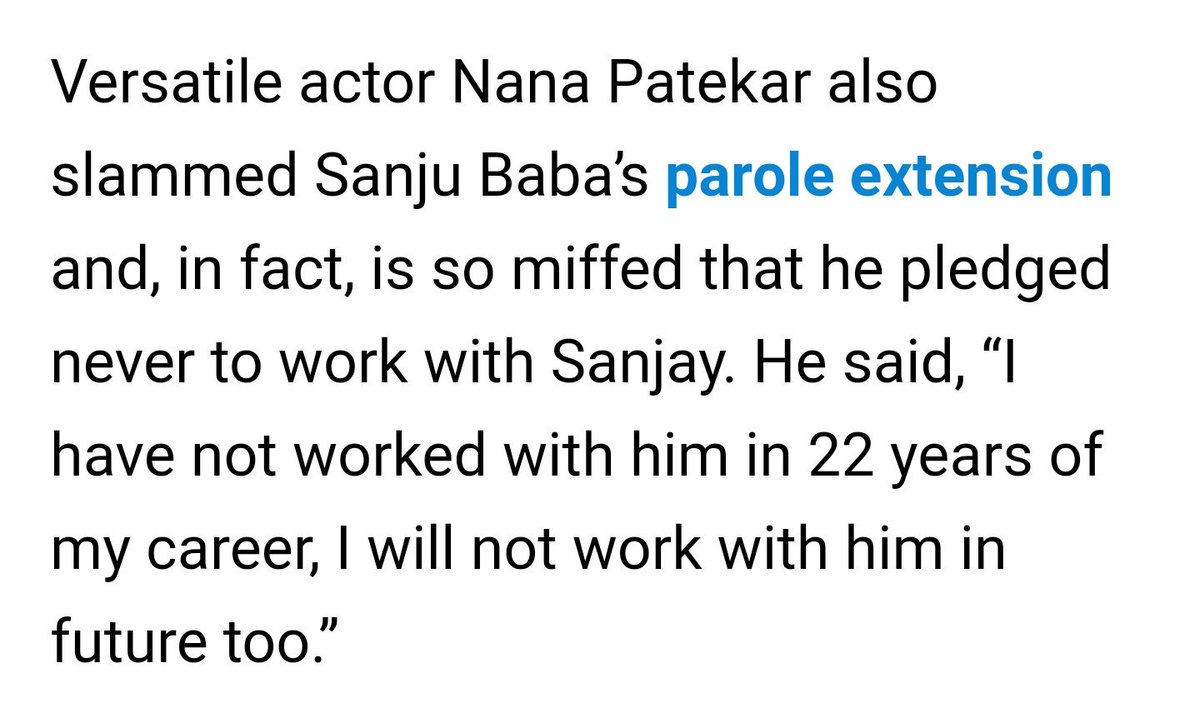 Versatile actor Nana Patekar also
slammed Sanju Baba’s parole extension
and, in fact, is so miffed that he pledged
never to work with Sanjay. He said, “I
have not worked with him in 22 years of
my career, I will not work with him in
future too.”